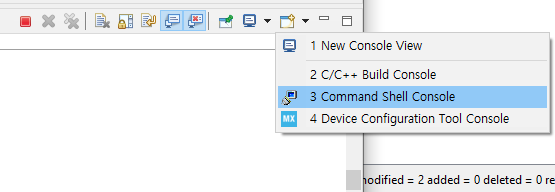 1 New Console View
2 C/C++ Build Console
3 Command Shell Console
MX 4 Device Configuration Tool Console
modified = 2 added = 0 deleted = 0 re